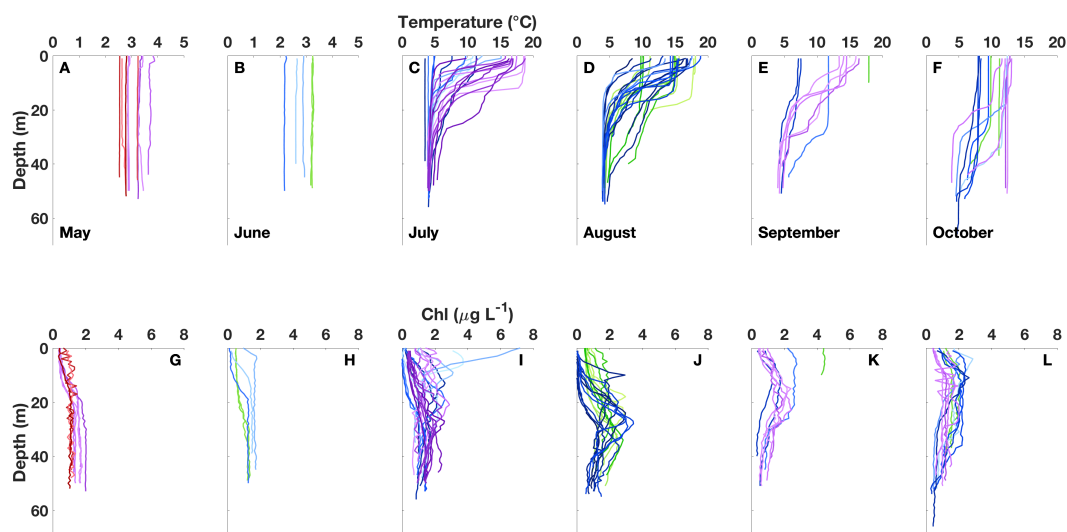 Temperature (°C)
0 1 2 3 4 5
0 1 2 3 4 5
0 5 10 15 20
0 5 10 15 20
0 5 10 15 20
0 5 10 15 20
Depth (m)
0
20
40
60
A
B
C
D
E
F
May
June
July
August
September
October
Chl (μg L⁻¹)
0 2 4 6 8
0 2 4 6 8
0 2 4 6 8
0 2 4 6 8
0 2 4 6 8
0 2 4 6 8
Depth (m)
0
20
40
60
G
H
I
J
K
L